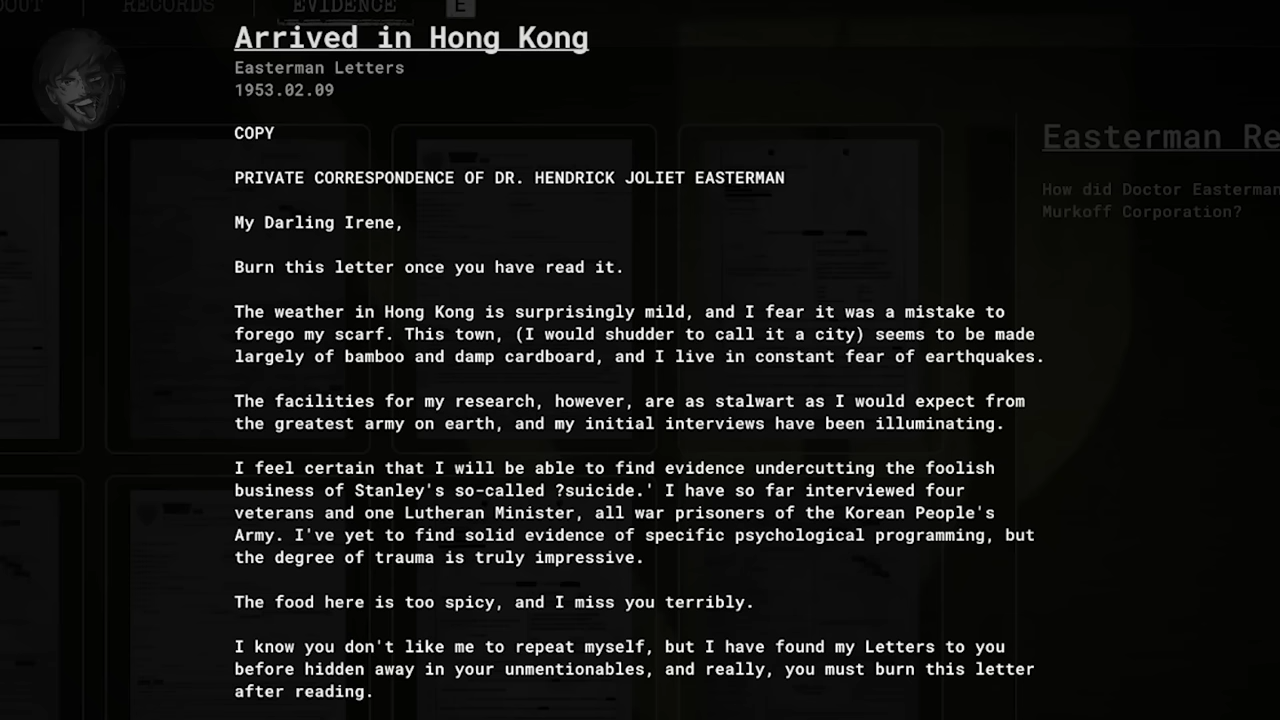 RECORDS
EVIDENCE
E
Arrived in Hong Kong
Easterman Letters
1953.02.09
COPY
PRIVATE CORRESPONDENCE OF DR. HENDRICK JOLIET EASTERMAN
My Darling Irene,
Burn this letter once you have read it.
The weather in Hong Kong is surprisingly mild, and I fear it was a mistake to
forego my scarf. This town, (I would shudder to call it a city) seems to be made
largely of bamboo and damp cardboard, and I live in constant fear of earthquakes.
The facilities for my research, however, are as stalwart as I would expect from
the greatest army on earth, and my initial interviews have been illuminating.
I feel certain that I will be able to find evidence undercutting the foolish
business of Stanley's so-called ?suicide.' I have so far interviewed four
veterans and one Lutheran Minister, all war prisoners of the Korean People's
Army. I've yet to find solid evidence of specific psychological programming, but
the degree of trauma is truly impressive.
The food here is too spicy, and I miss you terribly.
I know you don't like me to repeat myself, but I have found my Letters to you
before hidden away in your unmentionables, and really, you must burn this letter
after reading.
Easterman Re
How did Doctor Easterman
Murkoff Corporation?